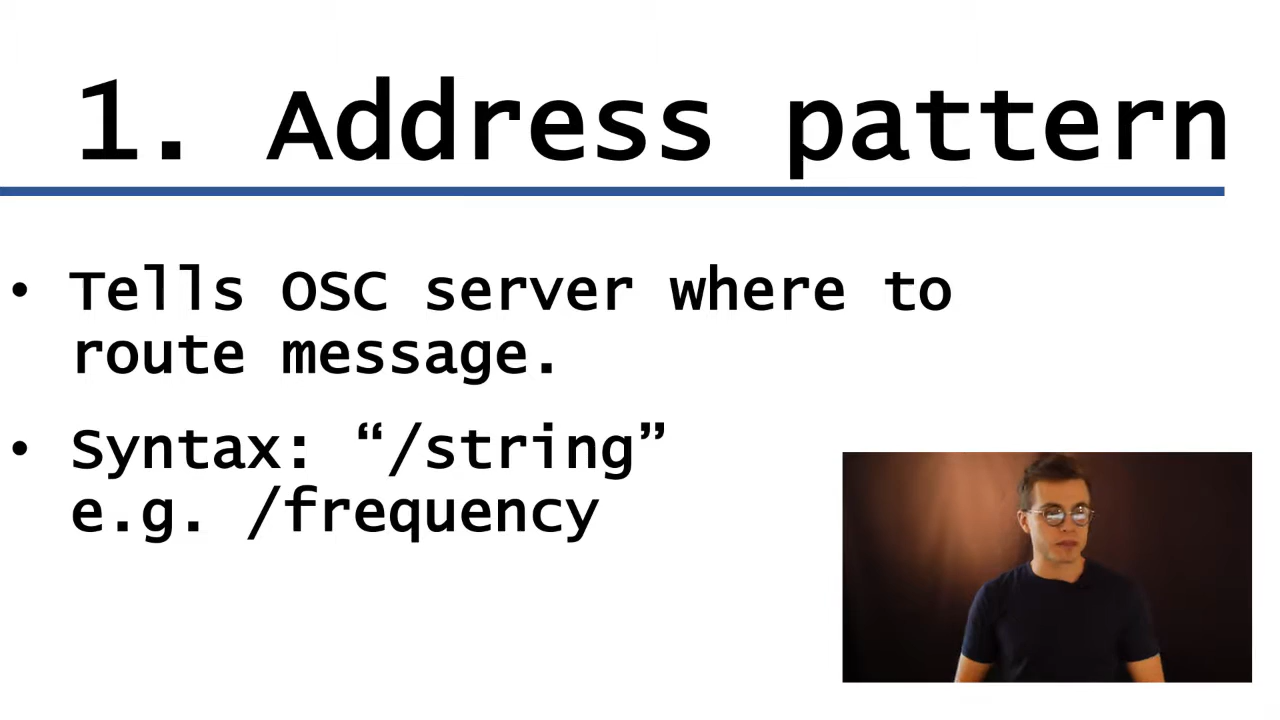 1. Address pattern
• Tells OSC server where to
route message.
• Syntax: “/string”
e.g. /frequency